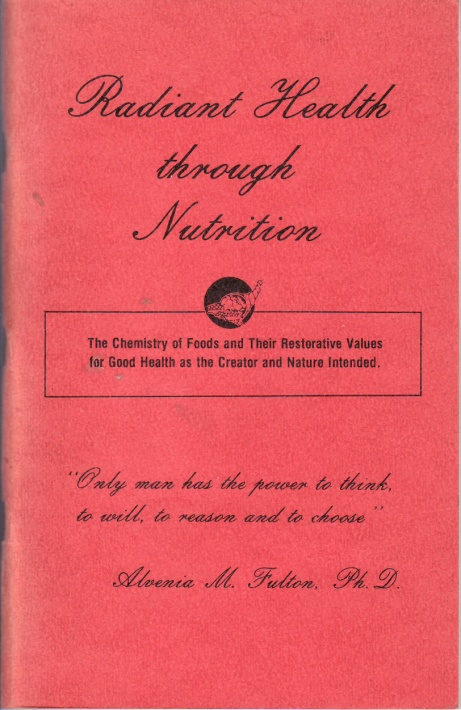 Radiant Health
through
Nutrition
The Chemistry of Foods and Their Restorative Values
for Good Health as the Creator and Nature Intended.
"Only man has the power to think,
to will, to reason and to choose"
Alvenia M. Fulton, Ph. D.